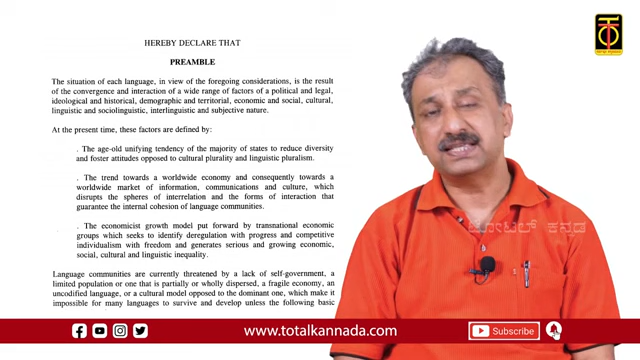 HEREBY DECLARE THAT
PREAMBLE
The situation of each language, in view of the foregoing considerations, is the result
of the convergence and interaction of a wide range of factors of a political and legal,
ideological and historical, demographic and territorial, economic and social, cultural,
linguistic and sociolinguistic, interlinguistic and subjective nature.
At the present time, these factors are defined by:
. The age-old unifying tendency of the majority of states to reduce diversity
and foster attitudes opposed to cultural plurality and linguistic pluralism.
. The trend towards a worldwide economy and consequently towards a
worldwide market of information, communications and culture, which
disrupts the spheres of interrelation and the forms of interaction that
guarantee the internal cohesion of language communities.
. The economicist growth model put forward by transnational economic
groups which seeks to identify deregulation with progress and competitive
individualism with freedom and generates serious and growing economic,
social, cultural and linguistic inequality.
Language communities are currently threatened by a lack of self-government, a
limited population or one that is partially or wholly dispersed, a fragile economy, an
uncodified language, or a cultural model opposed to the dominant one, which make it
impossible for many languages to survive and develop unless the following basic
ಟೋಟಲ್ ಕನ್ನಡ
www.totalkannada.com
Subscribe